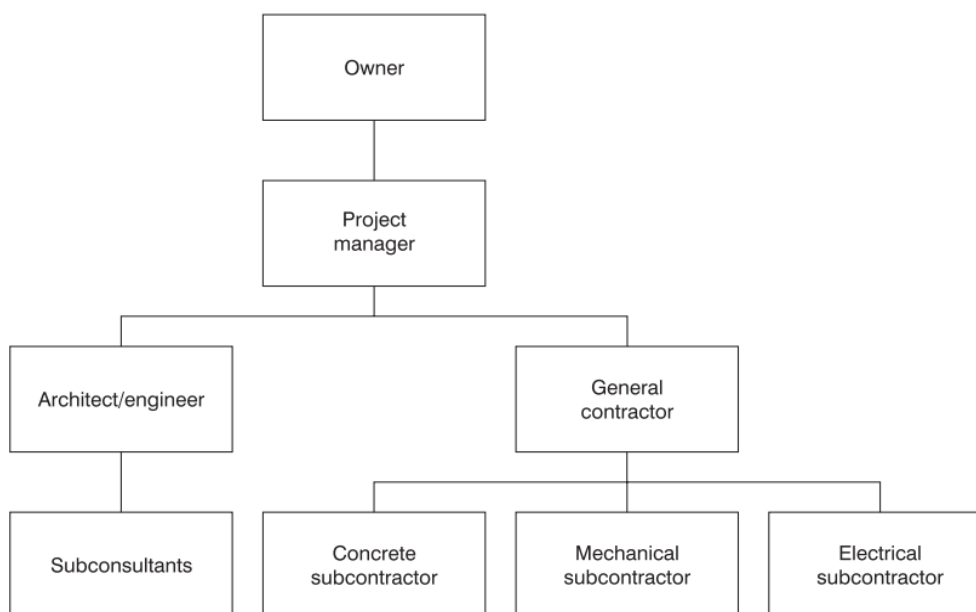 Owner
Project
manager
Architect/engineer
General
contractor
Subconsultants
Concrete
subcontractor
Mechanical
subcontractor
Electrical
subcontractor